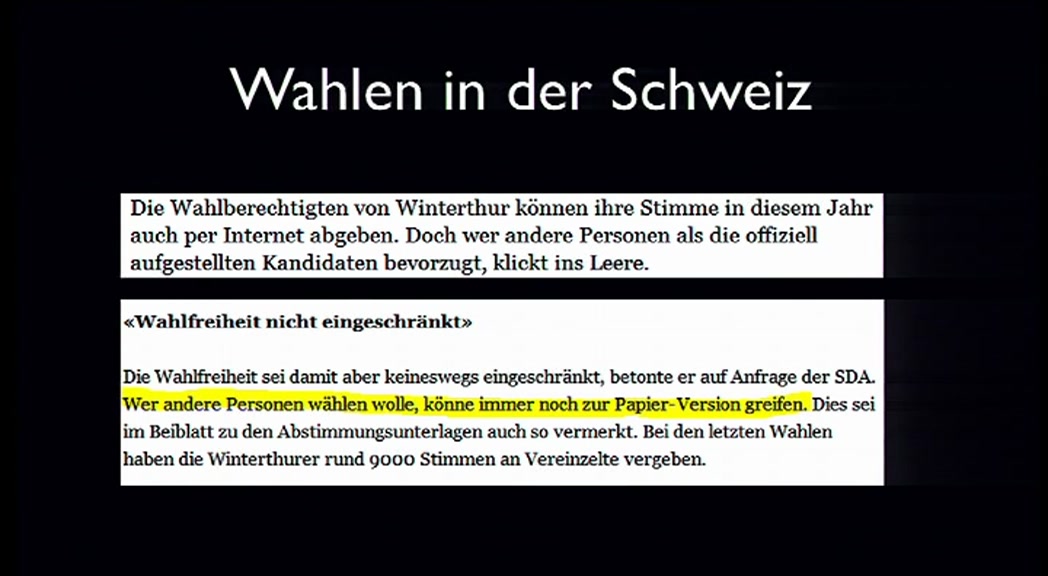 Wahlen in der Schweiz
Die Wahlberechtigten von Winterthur können ihre Stimme in diesem Jahr
auch per Internet abgeben. Doch wer andere Personen als die offiziell
aufgestellten Kandidaten bevorzugt, klickt ins Leere.
«Wahlfreiheit nicht eingeschränkt»
Die Wahlfreiheit sei damit aber keineswegs eingeschränkt, betonte er auf Anfrage der SDA.
Wer andere Personen wählen wolle, könne immer noch zur Papier-Version greifen. Dies sei
im Beiblatt zu den Abstimmungsunterlagen auch so vermerkt. Bei den letzten Wahlen
haben die Winterthurer rund 9000 Stimmen an Vereinzelte vergeben.